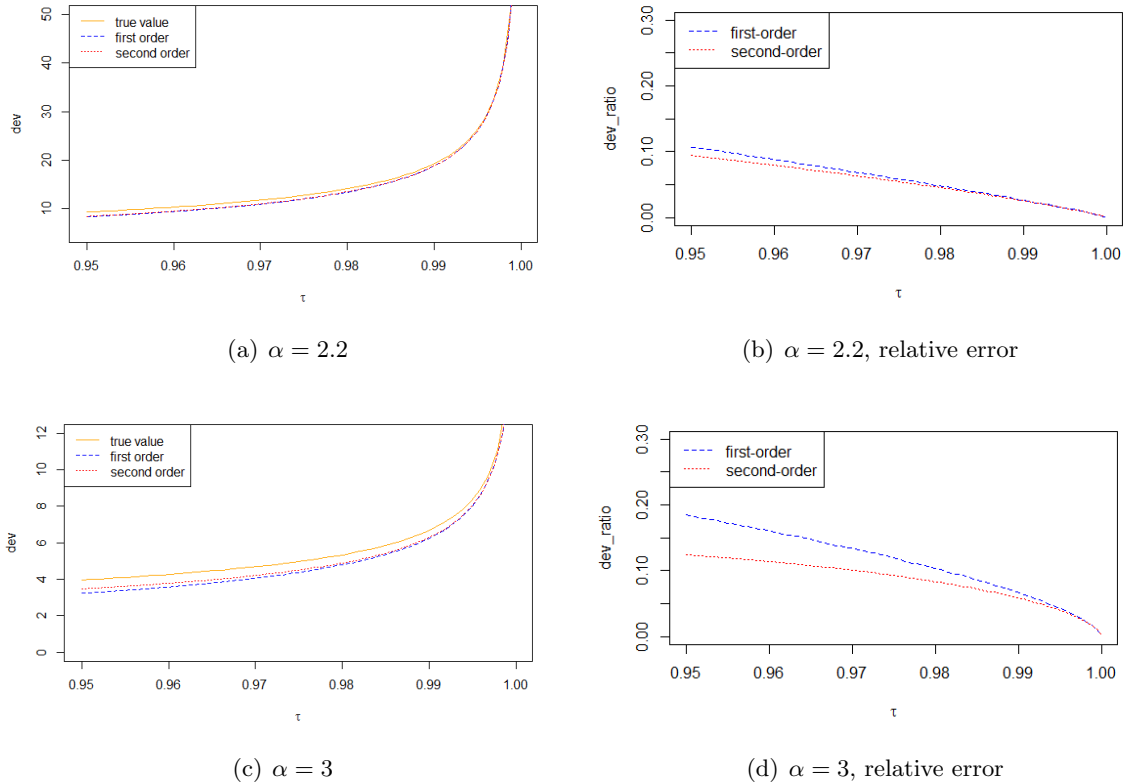 true value
first order
second order
dev
50
40
30
20
10
0.95 0.96 0.97 0.98 0.99 1.00
τ
(a) α = 2.2
first-order
second-order
dev_ratio
0.30
0.20
0.10
0.00
0.95 0.96 0.97 0.98 0.99 1.00
τ
(b) α = 2.2, relative error
true value
first order
second order
dev
12
10
8
6
4
2
0
0.95 0.96 0.97 0.98 0.99 1.00
τ
(c) α = 3
first-order
second-order
dev_ratio
0.30
0.20
0.10
0.00
0.95 0.96 0.97 0.98 0.99 1.00
τ
(d) α = 3, relative error